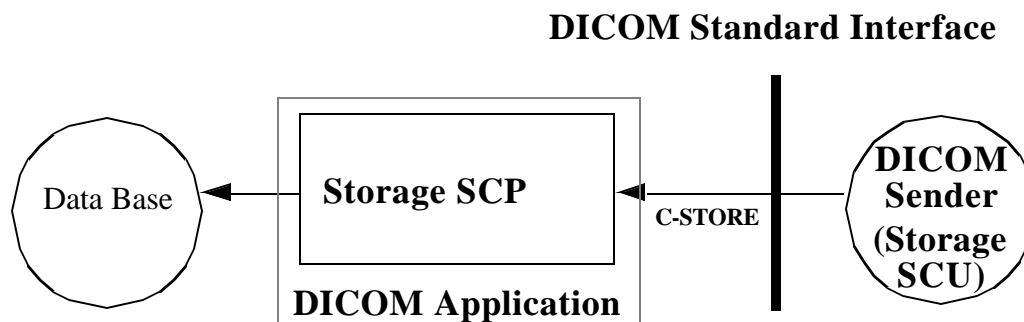 DICOM Standard Interface
Data Base
Storage SCP
C-STORE
DICOM
Sender
(Storage
SCU)
DICOM Application